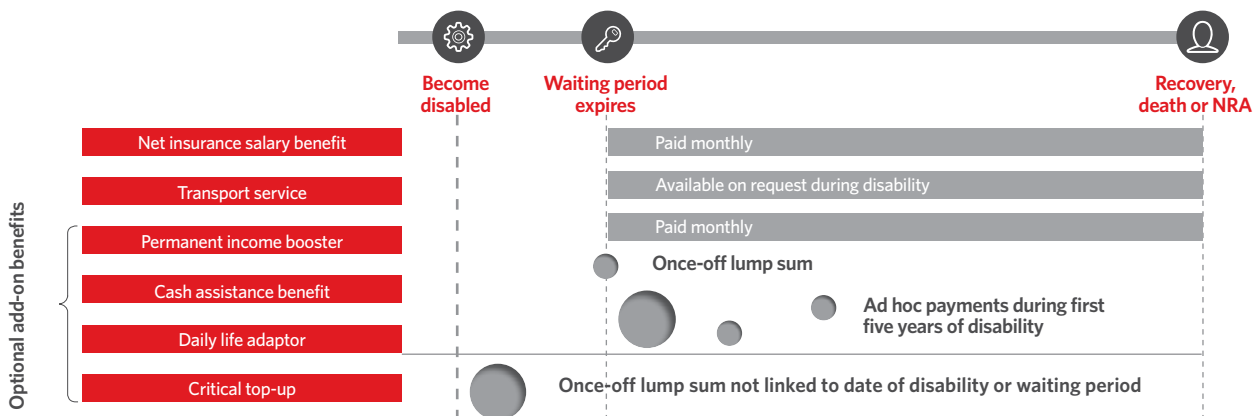 Become
disabled
Waiting period
expires
Recovery,
death or NRA
Net insurance salary benefit
Paid monthly
Transport service
Available on request during disability
Optional add-on benefits
Permanent income booster
Paid monthly
Once-off lump sum
Cash assistance benefit
Ad hoc payments during first
five years of disability
Daily life adaptor
Critical top-up
Once-off lump sum not linked to date of disability or waiting period